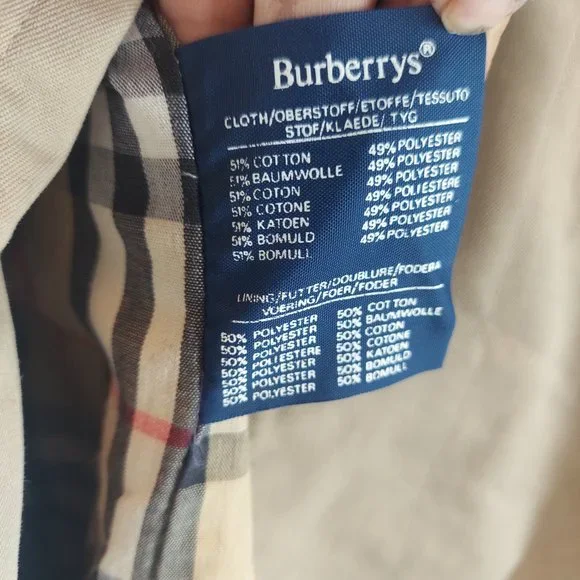 Burberrys®
CLOTH/OBERSTOFF/ETOFFE/TESSUTO
STOF/KLAEDE/TYG
51% COTTON 49% POLYESTER
51% BAUMWOLLE 49% POLYESTER
51% COTON 49% POLYESTER
51% COTONE 49% POLIESTERE
51% KATOEN 49% POLYESTER
51% BOMULD 49% POLYESTER
51% BOMULL 49% POLYESTER
LINING/FUTTER/DOUBLURE/FODERA
VOERING/FOER/FODER
50% POLYESTER 50% COTTON
50% POLYESTER 50% BAUMWOLLE
50% POLYESTER 50% COTON
50% POLIESTERE 50% COTONE
50% POLYESTER 50% KATOEN
50% POLYESTER 50% BOMULD
50% POLYESTER 50% BOMULL